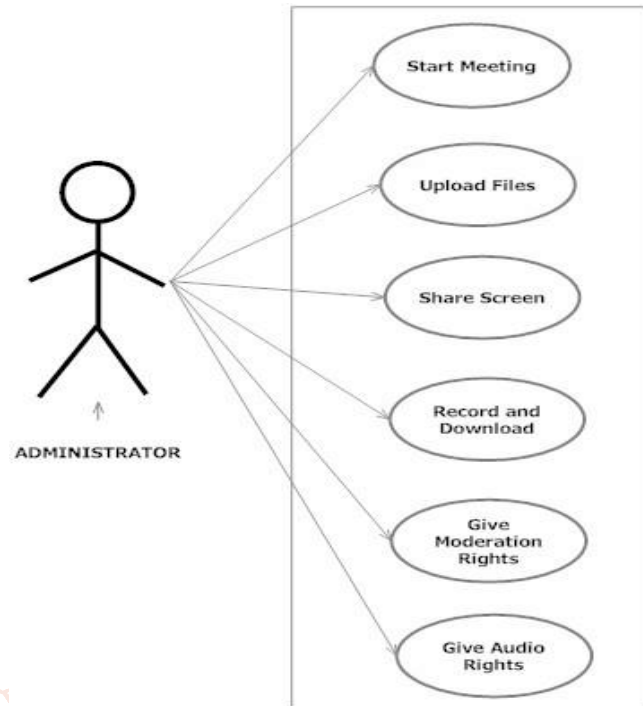 Start Meeting
Upload Files
Share Screen
Record and
Download
ADMINISTRATOR
Give
Moderation
Rights
Give Audio
Rights